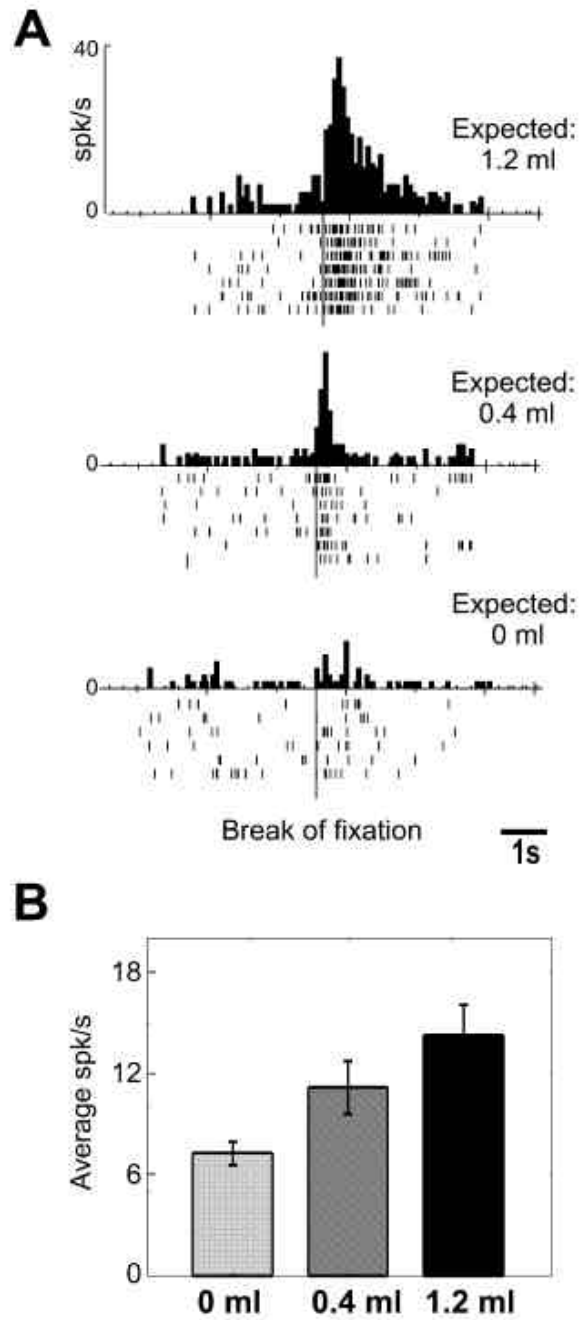 A
40
spk/s
Expected:
1.2 ml
0
Expected:
0.4 ml
0
Expected:
0 ml
0
Break of fixation
1s
B
Average spk/s
18
12
6
0
0 ml 0.4 ml 1.2 ml